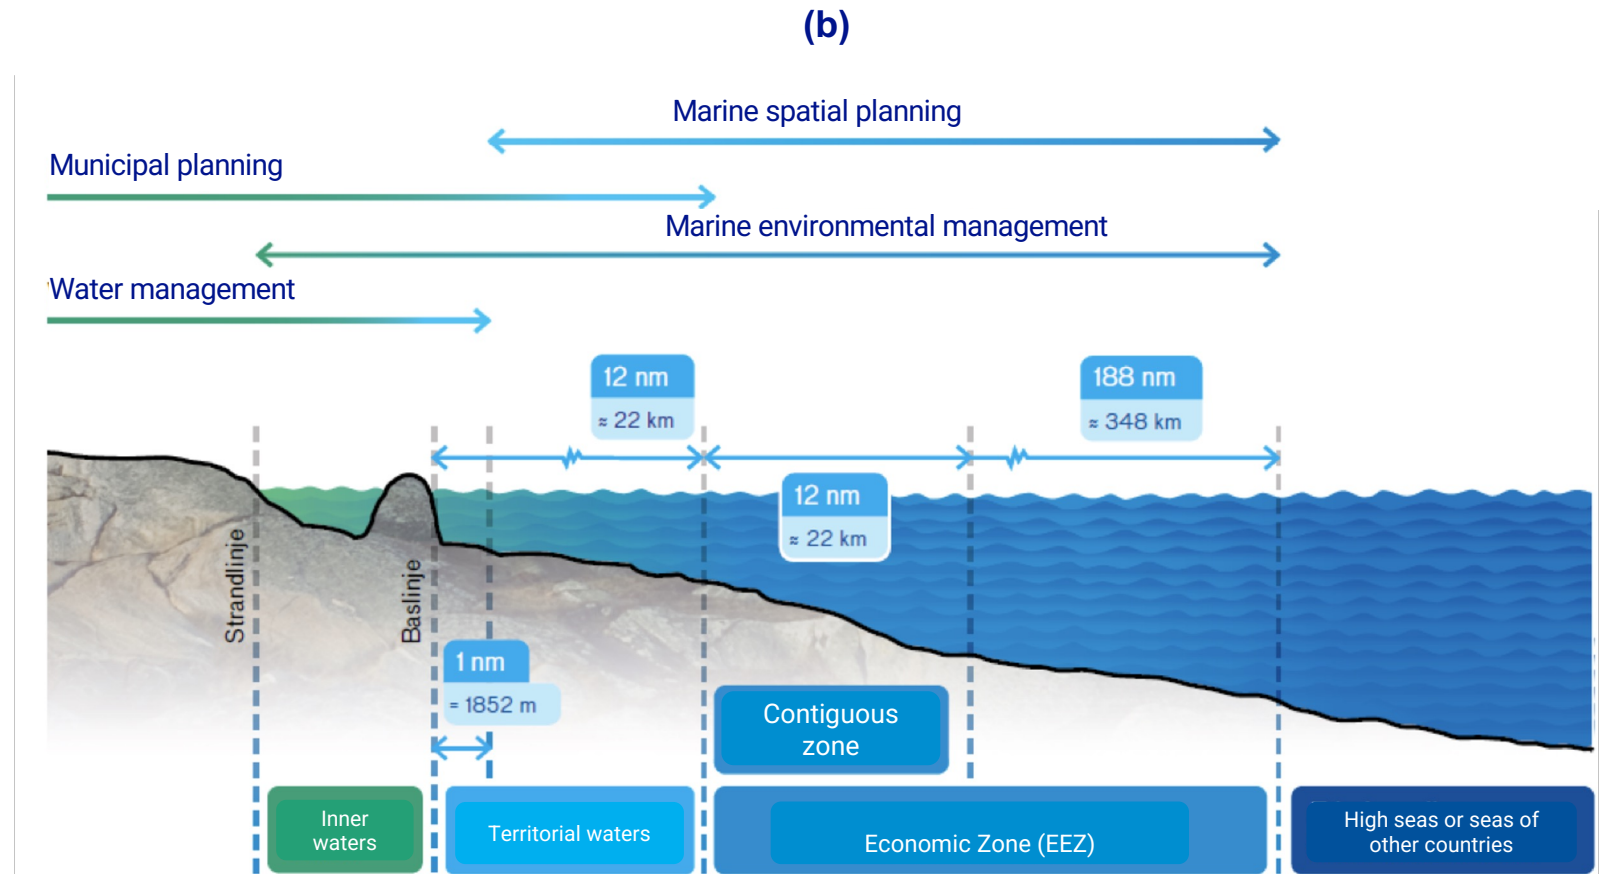 (b)
Marine spatial planning
Municipal planning
Marine environmental management
Water management
12 nm
≈ 22 km
188 nm
≈ 348 km
12 nm
≈ 22 km
Strandlinje
Baslinje
1 nm
= 1852 m
Contiguous
zone
Inner
waters
Territorial waters
Economic Zone (EEZ)
High seas or seas of
other countries